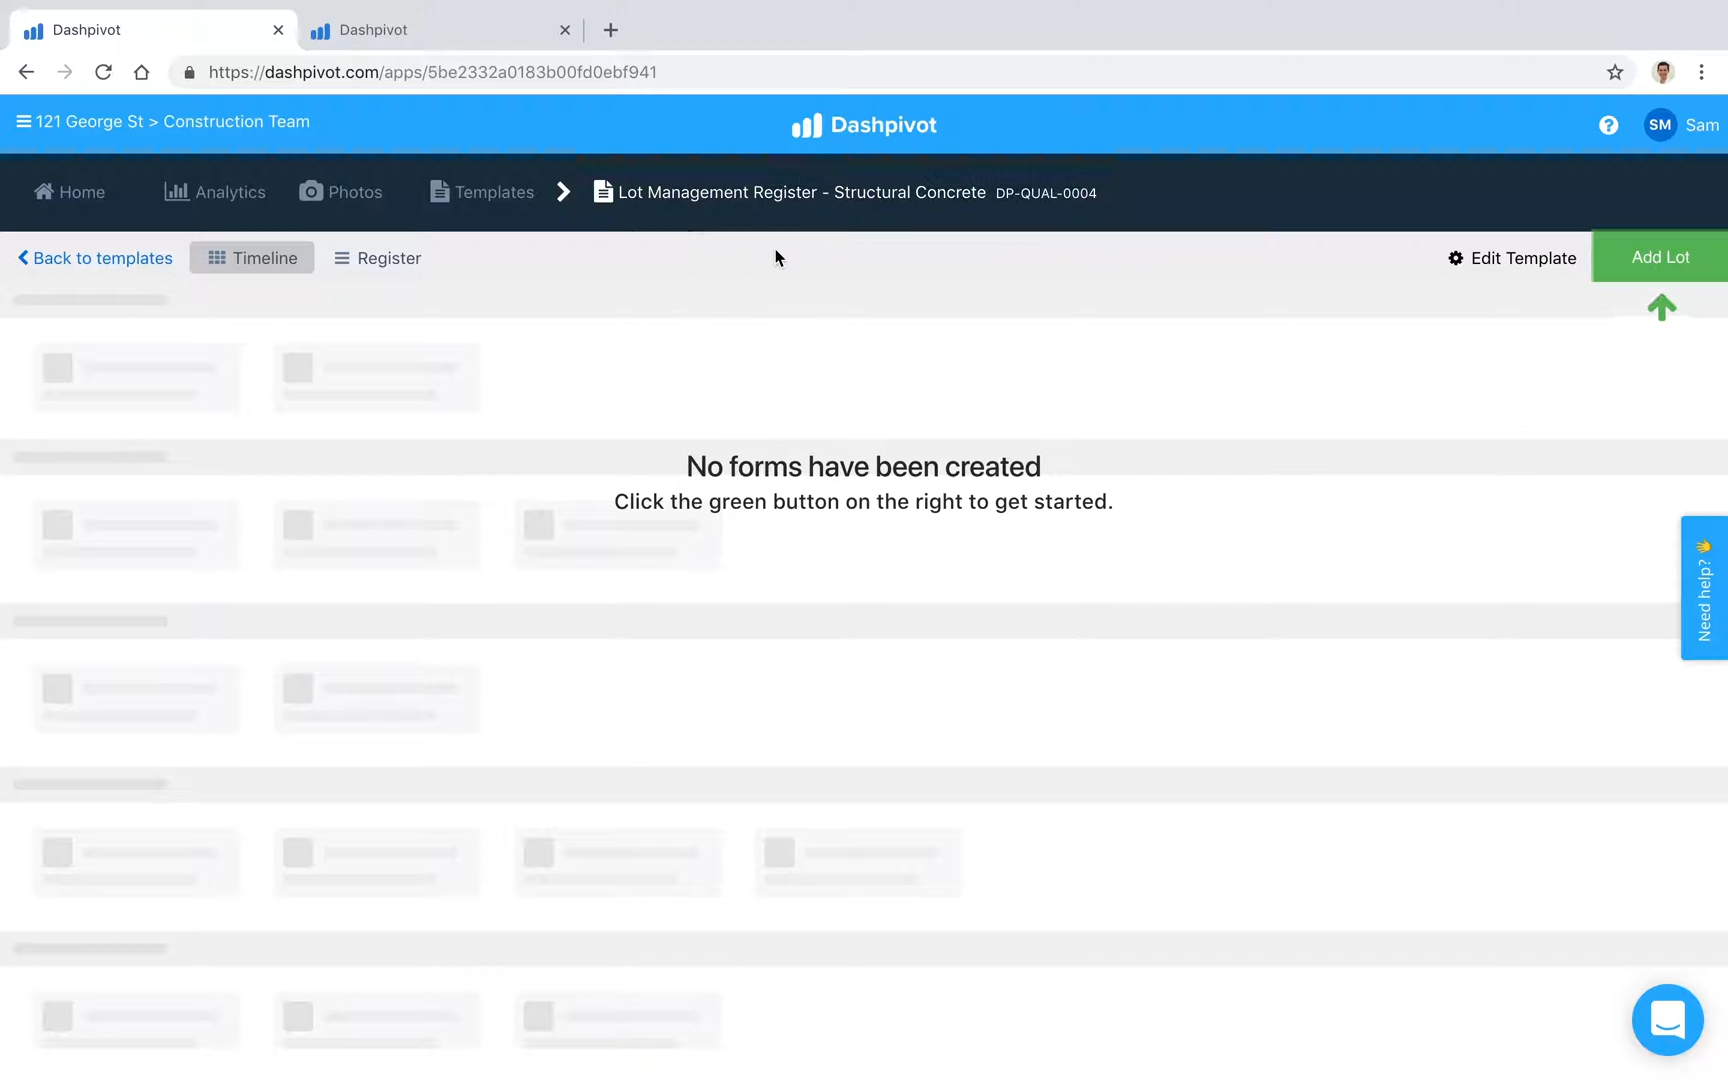 Dashpivot
Dashpivot
https://dashpivot.com/apps/5be2332a0183b00fd0ebf941
121 George St > Construction Team
Dashpivot
SM Sam
Home
Analytics
Photos
Templates
Lot Management Register - Structural Concrete DP-QUAL-0004
Back to templates
Timeline
Register
Edit Template
Add Lot
No forms have been created
Click the green button on the right to get started.
Need help? 👋